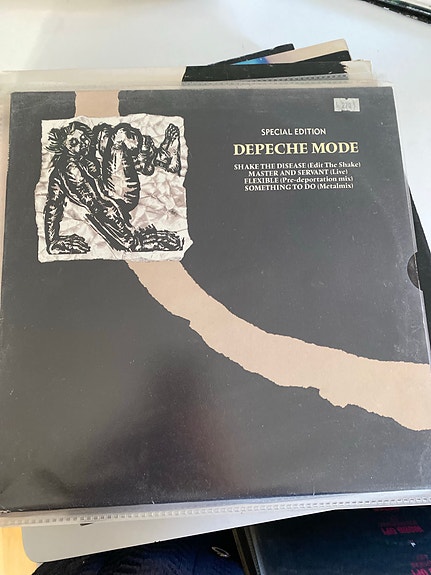 SPECIAL EDITION
DEPECHE MODE
SHAKE THE DISEASE (Edit The Shake)
MASTER AND SERVANT (Live)
FLEXIBLE (Pre-deportation mix)
SOMETHING TO DO (Metalmix)